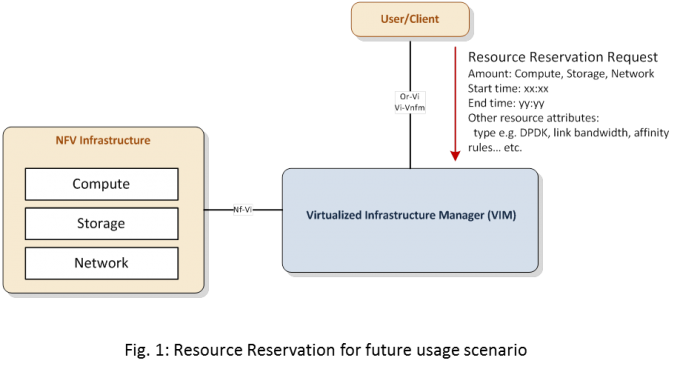 User/Client
Resource Reservation Request
Amount: Compute, Storage, Network
Start time: xx:xx
End time: yy:yy
Other resource attributes:
type e.g. DPDK, link bandwidth, affinity
rules... etc.
Or-Vi
Vi-Vnfm
NFV Infrastructure
Compute
Storage
Network
Nf-Vi
Virtualized Infrastructure Manager (VIM)
Fig. 1: Resource Reservation for future usage scenario